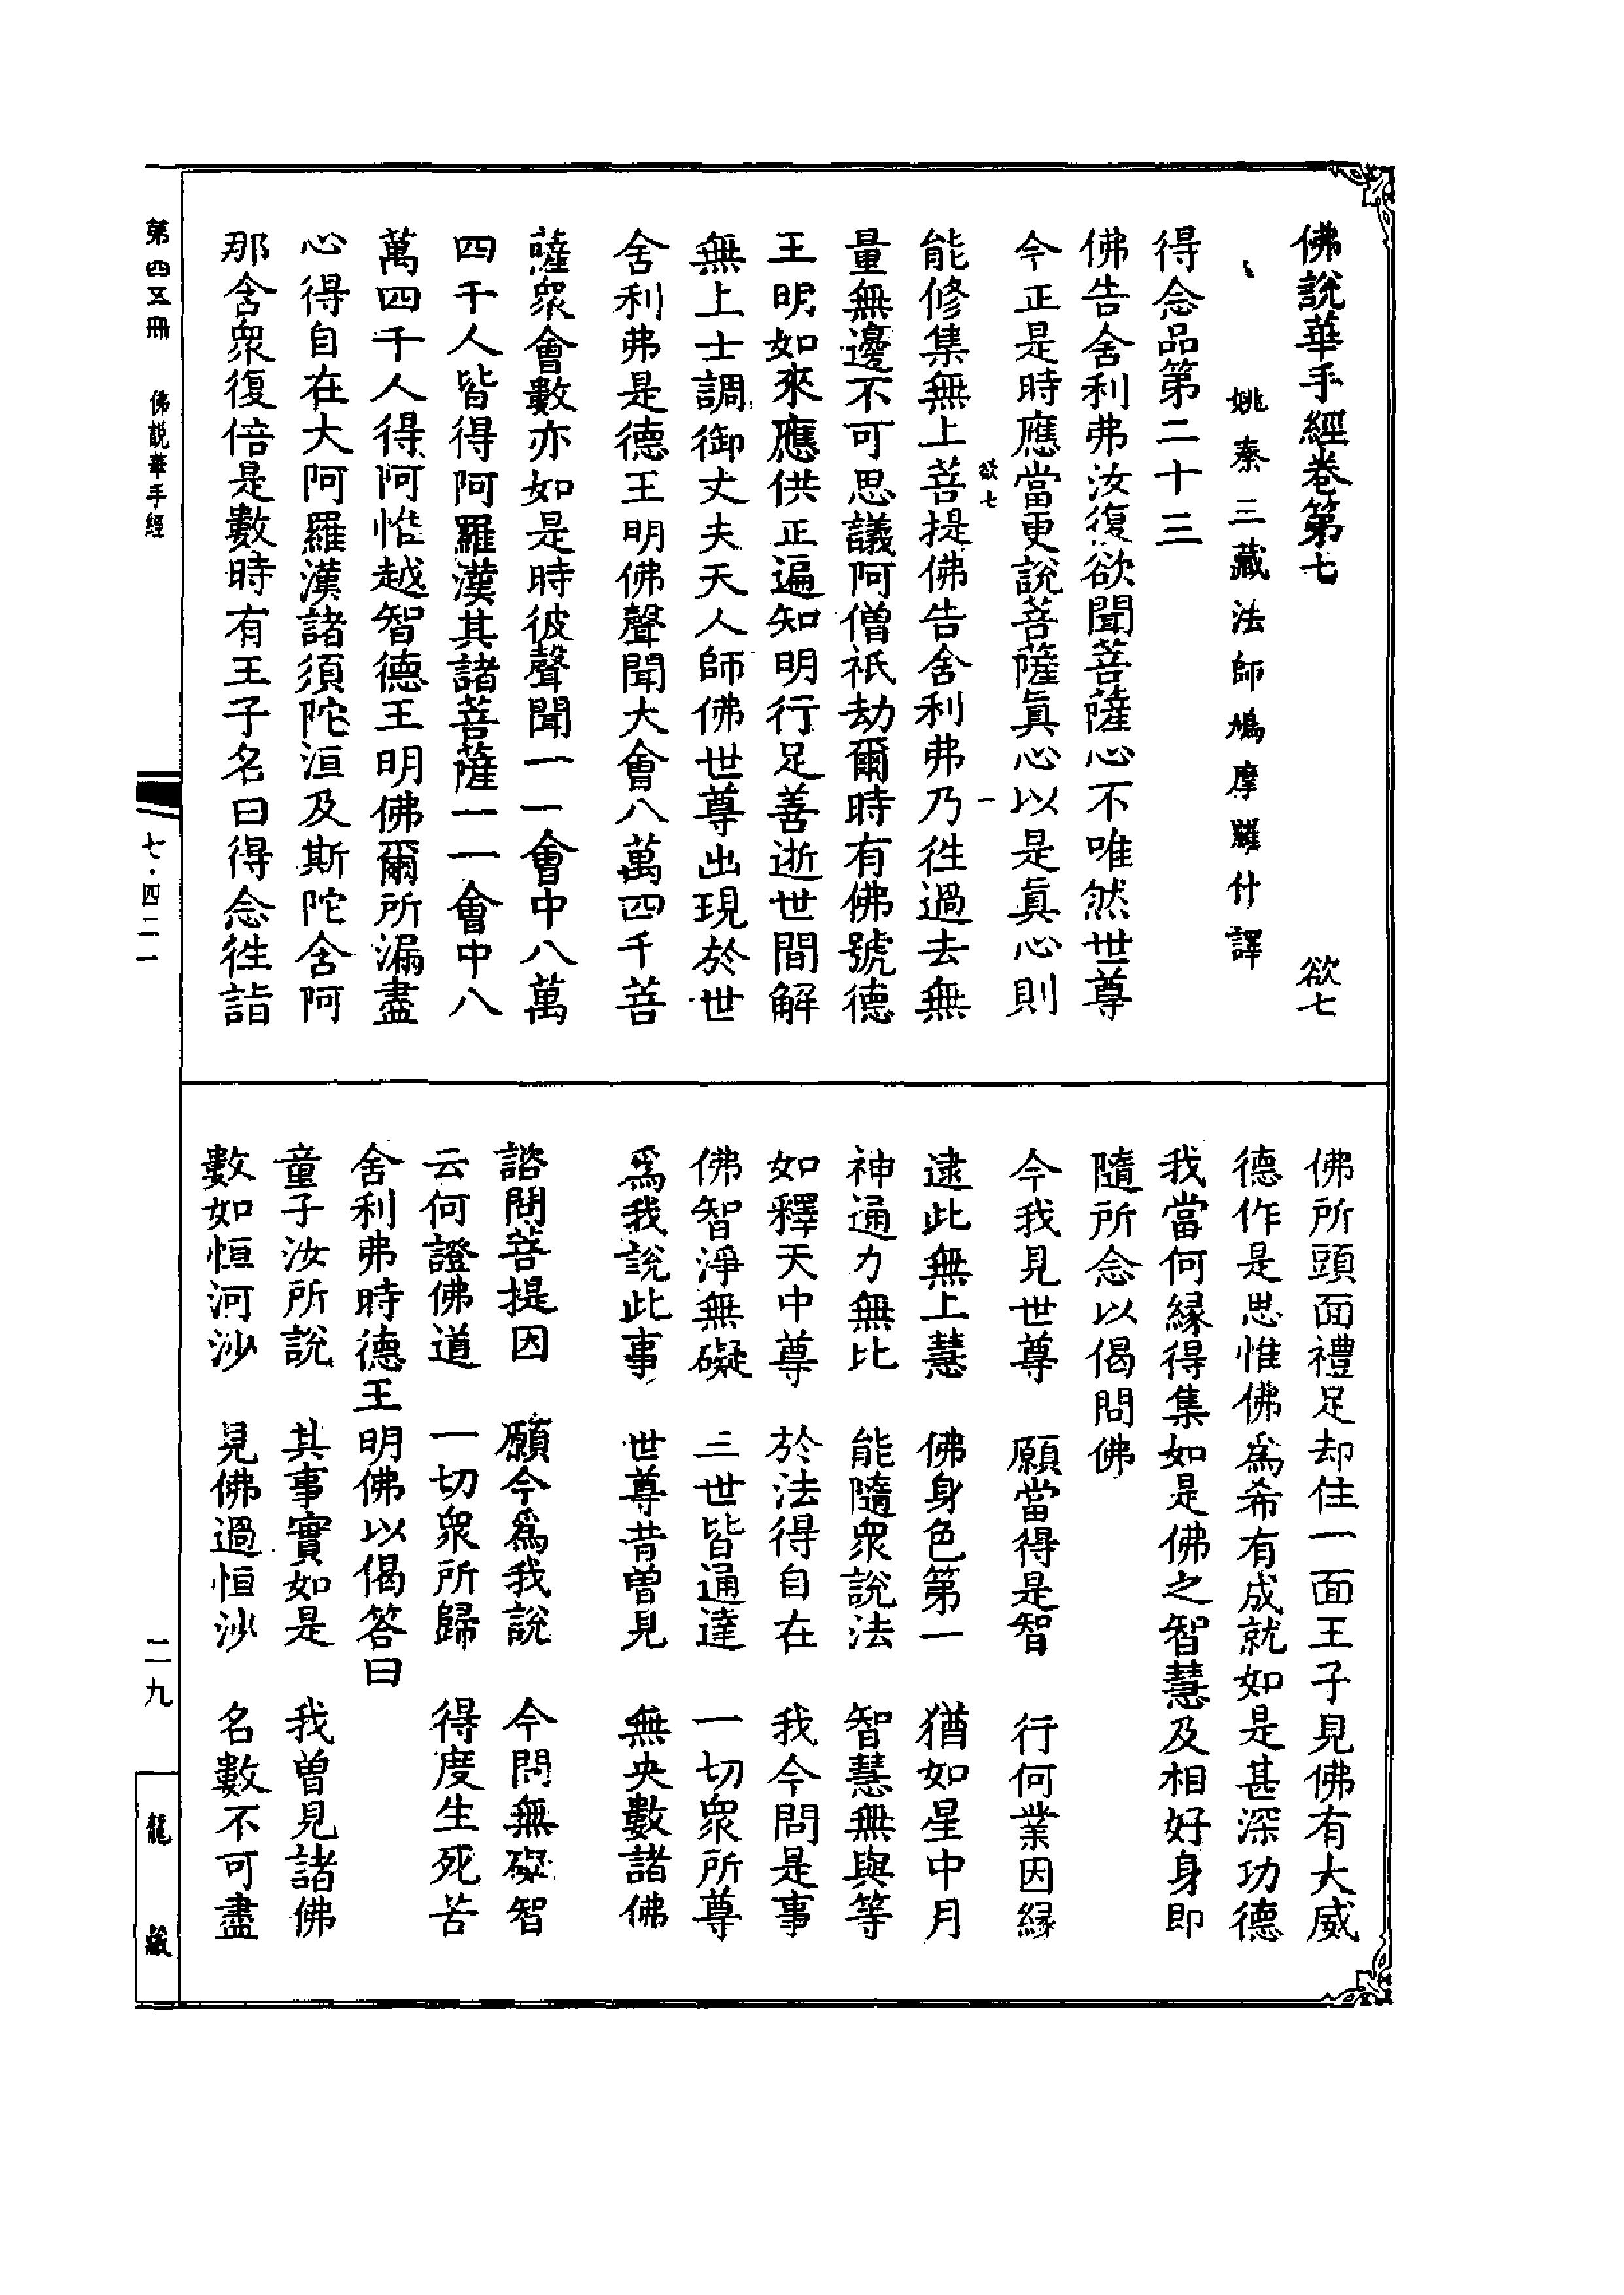 佛說華手經卷第七　欲七
姚秦三藏法師鳩摩羅什譯
得念品第二十三
佛告舍利弗汝復欲聞菩薩心不唯然世尊
今正是時應當更說菩薩眞心以是眞心則
欲七　一
能修集無上菩提佛告舍利弗乃徃過去無
量無邊不可思議阿僧祇劫爾時有佛號德
王明如來應供正遍知明行足善逝世間解
無上士調御丈夫天人師佛世尊出現於世
舍利弗是德王明佛聲聞大會八萬四千菩
薩衆會數亦如是時彼聲聞一一會中八萬
四千人皆得阿羅漢其諸菩薩一一會中八
萬四千人得阿惟越智德王明佛爾所漏盡
心得自在大阿羅漢諸須陀洹及斯陀含阿
那含衆復倍是數時有王子名曰得念徃詣
佛所頭面禮足却住一面王子見佛有大威
德作是思惟佛爲希有成就如是甚深功德
我當何緣得集如是佛之智慧及相好身即
隨所念以偈問佛
今我見世尊　願當得是智　行何業因緣
逮此無上慧　佛身色第一　猶如星中月
神通力無比　能隨衆說法　智慧無與等
如釋天中尊　於法得自在　我今問是事
佛智淨無礙　三世皆通達　一切衆所尊
爲我說此事　世尊昔曾見　無央數諸佛
諮問菩提因　願今爲我說　今問無礙智
云何證佛道　一切衆所歸　得度生死苦
舍利弗時德王明佛以偈答曰
童子汝所說　其事實如是　我曾見諸佛
數如恒河沙　見佛過恒沙　名數不可盡
第四五冊　佛說華手經
七·四二一
二九
龍藏